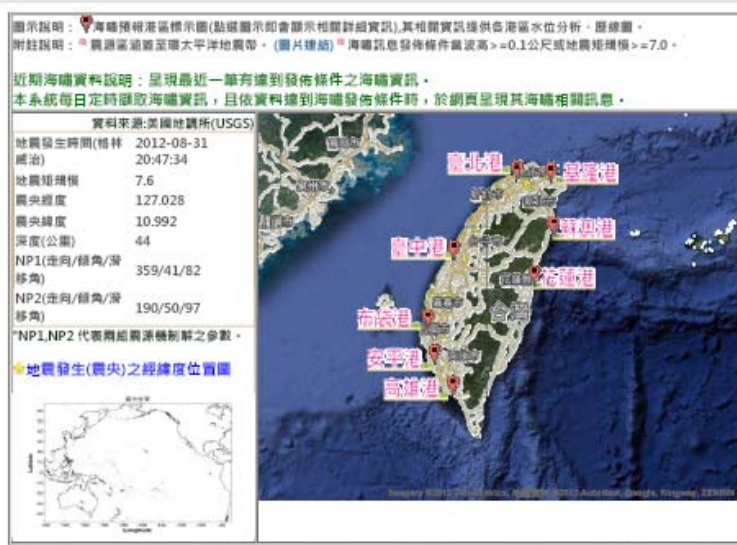 圖示說明：海嘯預報港區標示圖(點選圖示即會顯示相關詳細資訊),其相關資訊提供各港區水位分析、歷線圖。
附註說明：震源區涵蓋至環太平洋地震帶。(圖片連結) 海嘯訊息發佈條件當波高>=0.1公尺或地震矩規模>=7.0。
近期海嘯資料說明：呈現最近一筆有達到發佈條件之海嘯資訊。
本系統每日定時擷取海嘯資訊，且依資料達到海嘯發佈條件時，於網頁呈現其海嘯相關訊息。
資料來源:美國地調所(USGS)
地震發生時間(格林威治) 2012-08-31 20:47:34
地震矩規模 7.6
震央經度 127.028
震央緯度 10.992
深度(公里) 44
NP1(走向/傾角/滑移角) 359/41/82
NP2(走向/傾角/滑移角) 190/50/97
*NP1,NP2 代表兩組震源機制解之參數。
地震發生(震央)之經緯度位置圖
Latitude
Longitude
臺北港
基隆港
蘇澳港
臺中港
花蓮港
布袋港
安平港
高雄港
台灣